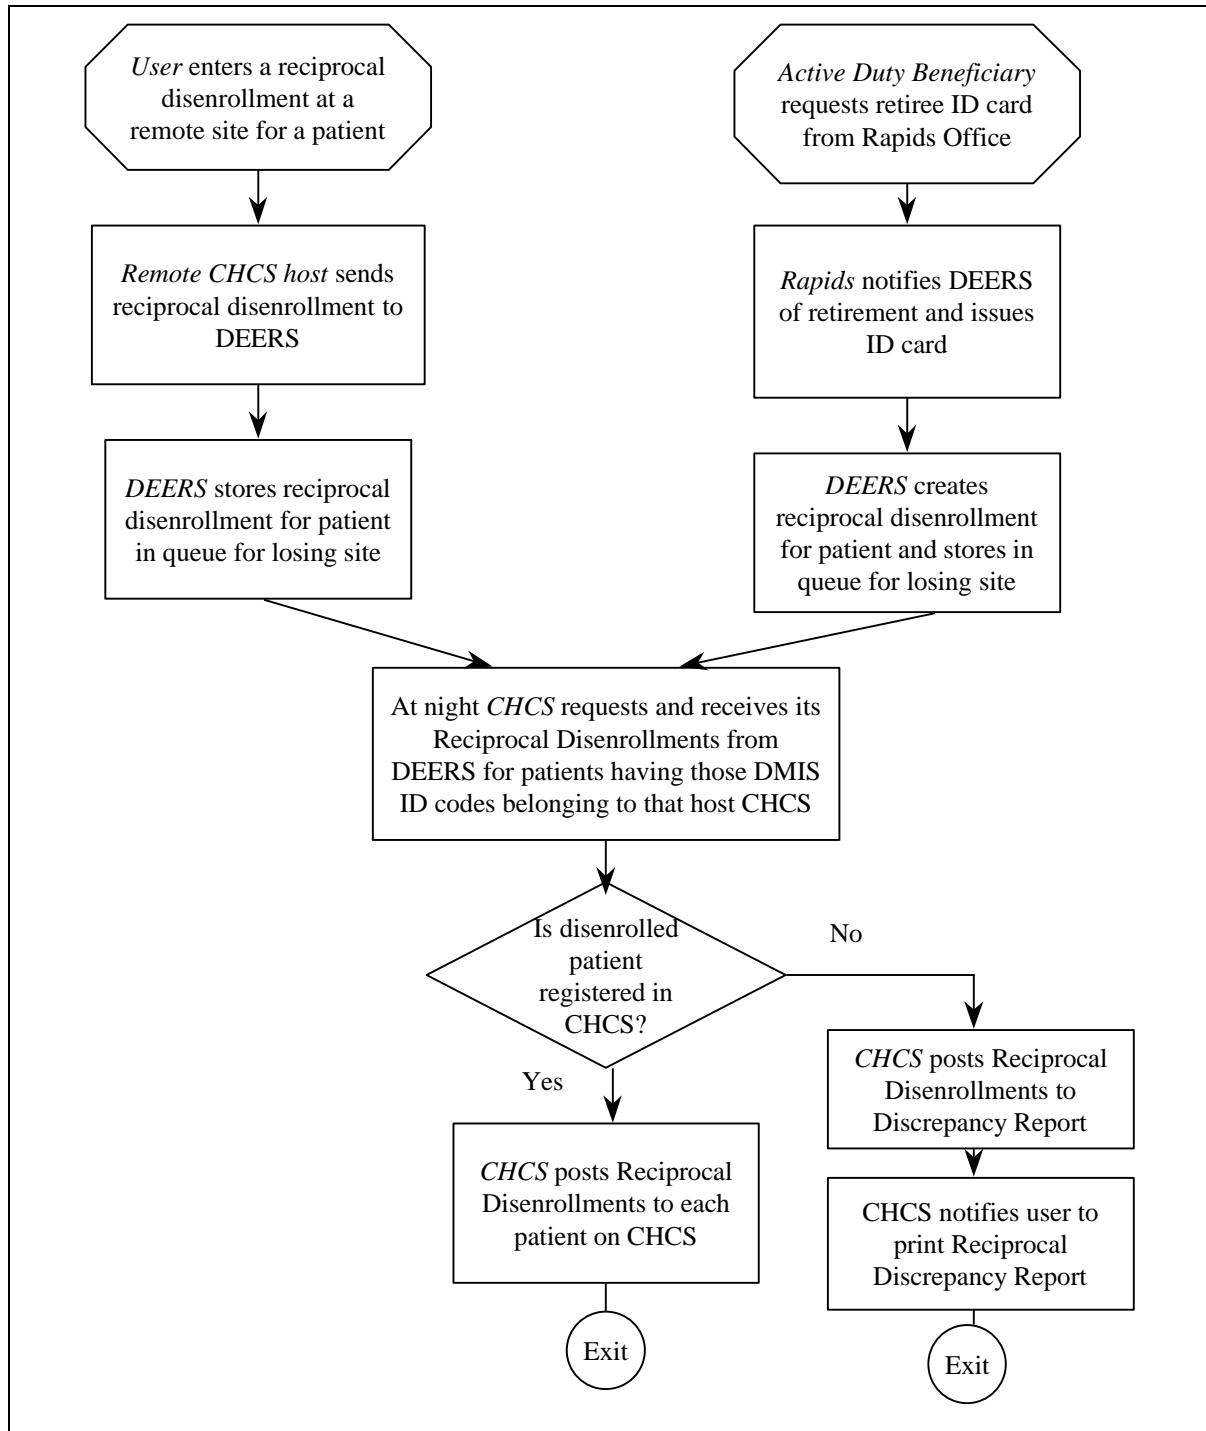 User enters a reciprocal
disenrollment at a
remote site for a patient
Active Duty Beneficiary
requests retiree ID card
from Rapids Office
Remote CHCS host sends
reciprocal disenrollment to
DEERS
Rapids notifies DEERS
of retirement and issues
ID card
DEERS stores reciprocal
disenrollment for patient
in queue for losing site
DEERS creates
reciprocal disenrollment
for patient and stores in
queue for losing site
At night CHCS requests and receives its
Reciprocal Disenrollments from
DEERS for patients having those DMIS
ID codes belonging to that host CHCS
Is disenrolled
patient
registered in
CHCS?
No
Yes
CHCS posts Reciprocal
Disenrollments to
Discrepancy Report
CHCS posts Reciprocal
Disenrollments to each
patient on CHCS
CHCS notifies user to
print Reciprocal
Discrepancy Report
Exit
Exit